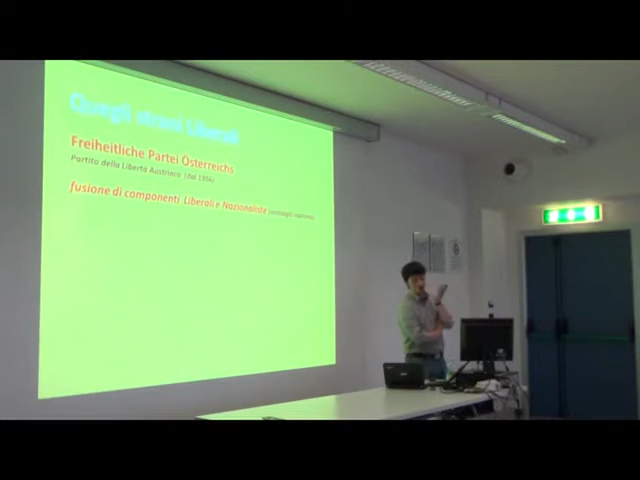 Quegli strani Liberali
Freiheitliche Partei Österreichs
Partito della Libertà Austriaco (dal 1956)
fusione di componenti Liberali e Nazionaliste